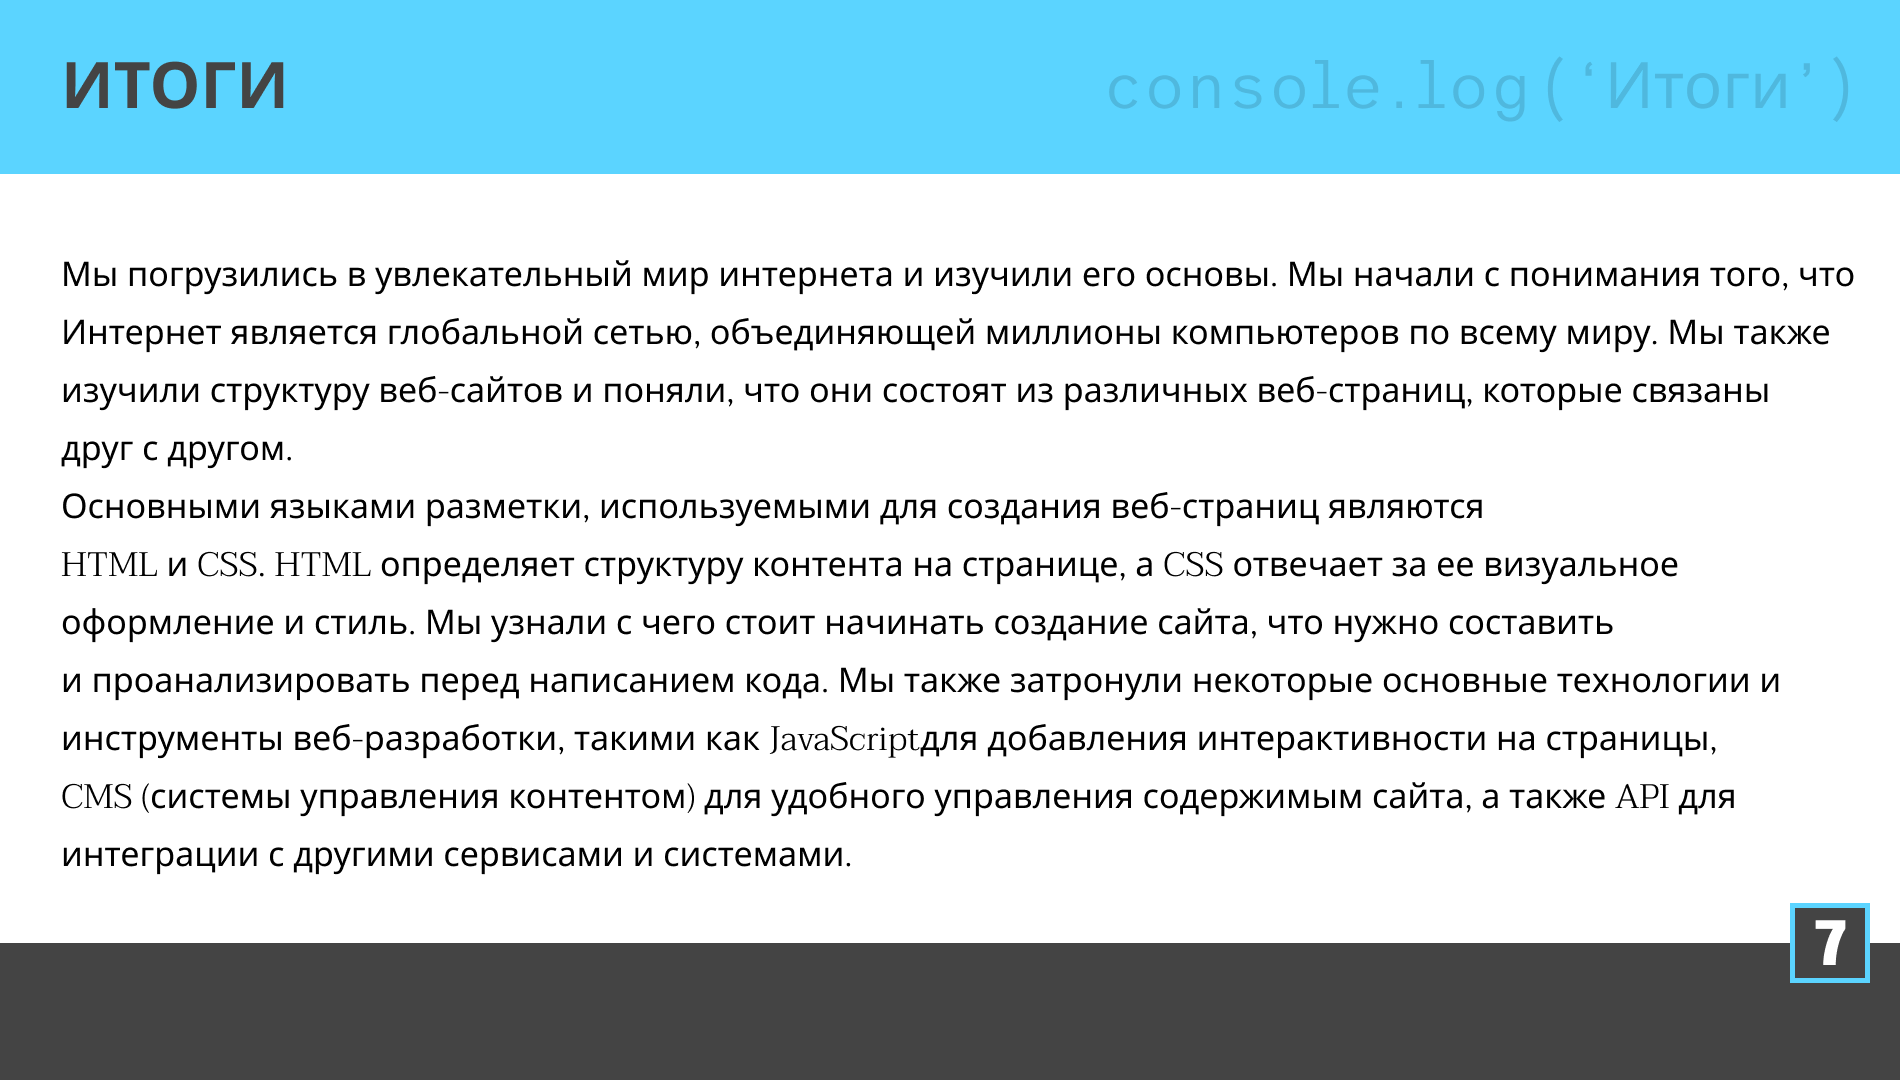 ИТОГИ
console.log(‘Итоги’)
Мы погрузились в увлекательный мир интернета и изучили его основы. Мы начали с понимания того, что
Интернет является глобальной сетью, объединяющей миллионы компьютеров по всему миру. Мы также
изучили структуру веб-сайтов и поняли, что они состоят из различных веб-страниц, которые связаны
друг с другом.
Основными языками разметки, используемыми для создания веб-страниц являются
HTML и CSS. HTML определяет структуру контента на странице, а CSS отвечает за ее визуальное
оформление и стиль. Мы узнали с чего стоит начинать создание сайта, что нужно составить
и проанализировать перед написанием кода. Мы также затронули некоторые основные технологии и
инструменты веб-разработки, такими как JavaScriptдля добавления интерактивности на страницы,
CMS (системы управления контентом) для удобного управления содержимым сайта, а также API для
интеграции с другими сервисами и системами.
7